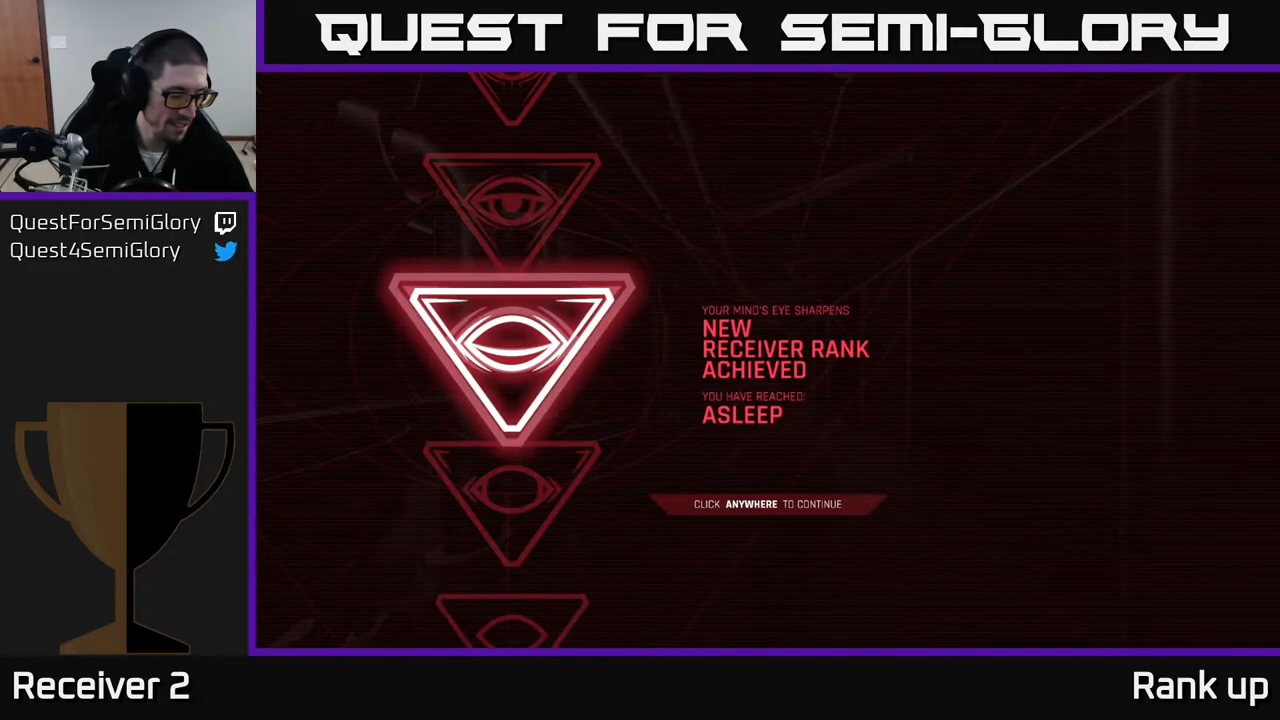 QUEST FOR SEMI-GLORY
QuestForSemiGlory
Quest4SemiGlory
YOUR MIND'S EYE SHARPENS
NEW
RECEIVER RANK
ACHIEVED
YOU HAVE REACHED:
ASLEEP
CLICK ANYWHERE TO CONTINUE
Receiver 2
Rank up